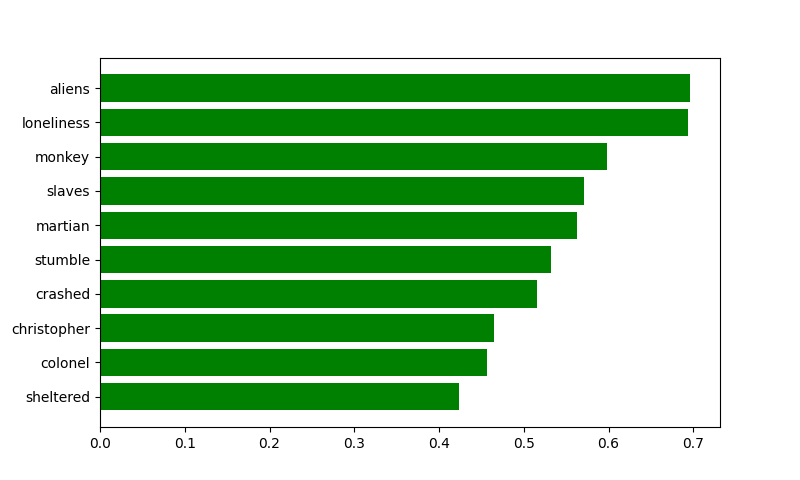 aliens
loneliness
monkey
slaves
martian
stumble
crashed
christopher
colonel
sheltered
0.0 0.1 0.2 0.3 0.4 0.5 0.6 0.7